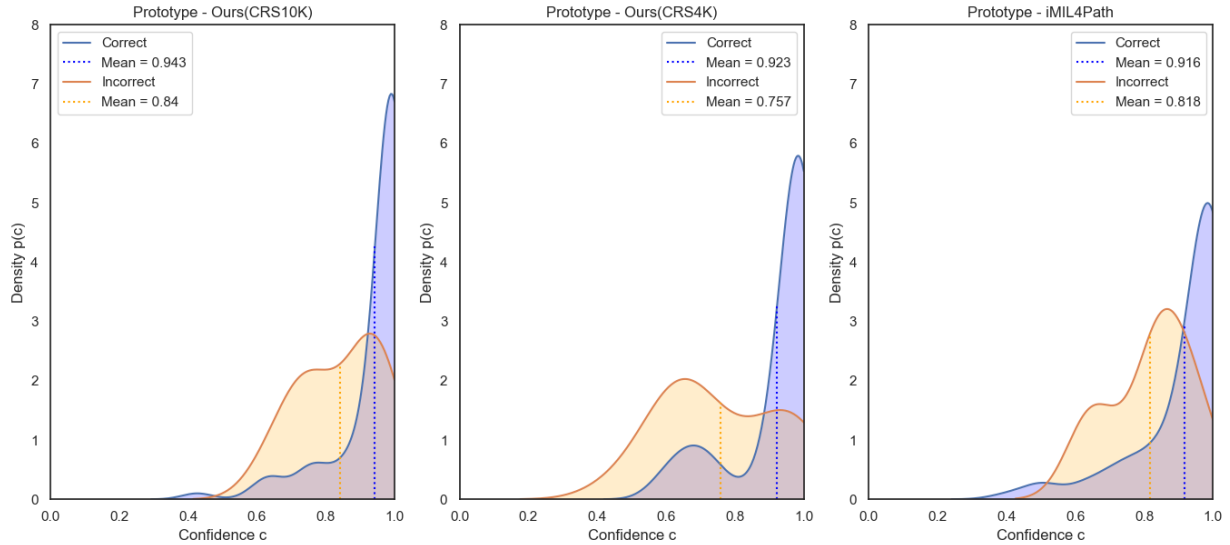 Prototype - Ours(CRS10K)
8
7
6
5
4
3
2
1
0
Density p(c)
Correct
Mean = 0.943
Incorrect
Mean = 0.84
0.0 0.2 0.4 0.6 0.8 1.0
Confidence c
Prototype - Ours(CRS4K)
8
7
6
5
4
3
2
1
0
Density p(c)
Correct
Mean = 0.923
Incorrect
Mean = 0.757
0.0 0.2 0.4 0.6 0.8 1.0
Confidence c
Prototype - iMIL4Path
8
7
6
5
4
3
2
1
0
Density p(c)
Correct
Mean = 0.916
Incorrect
Mean = 0.818
0.0 0.2 0.4 0.6 0.8 1.0
Confidence c